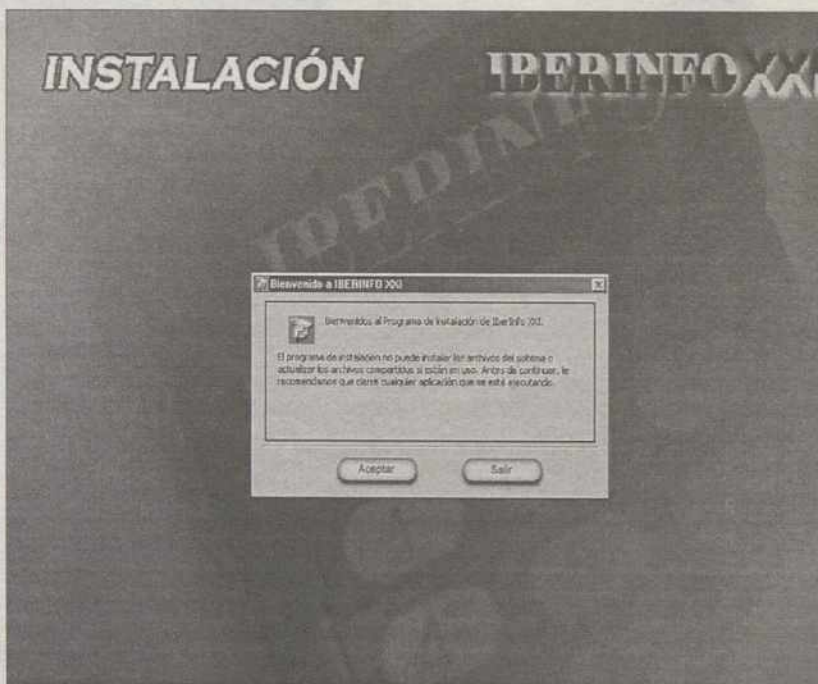 INSTALACIÓN
IBERINFO XXI
IBERINFO
Bienvenido a IBERINFO XXI
Bienvenidos al Programa de Instalación de IberInfo XXI.
El programa de instalación no puede instalar los archivos del sistema o
actualizar los archivos compartidos si están en uso. Antes de continuar, le
recomendamos que cierre cualquier aplicación que se esté ejecutando.
Aceptar
Salir